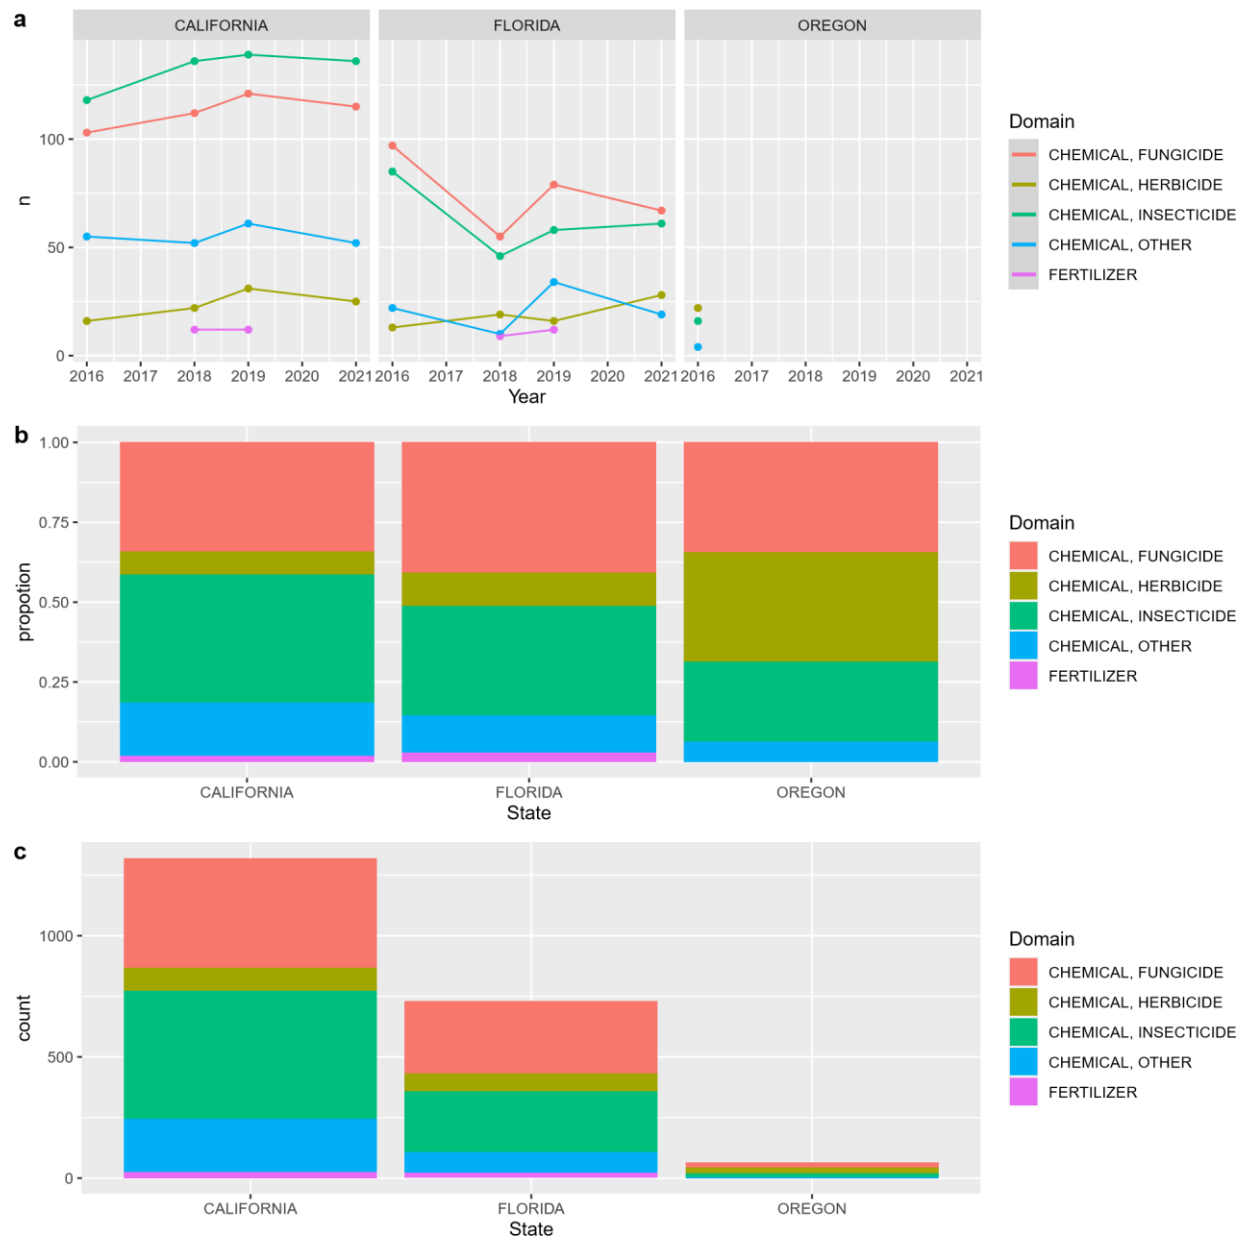 a
CALIFORNIA FLORIDA OREGON
100
50
0
n
2016 2017 2018 2019 2020 2021 2016 2017 2018 2019 2020 2021 2016 2017 2018 2019 2020 2021
Year
Domain
CHEMICAL, FUNGICIDE
CHEMICAL, HERBICIDE
CHEMICAL, INSECTICIDE
CHEMICAL, OTHER
FERTILIZER
b
1.00
0.75
0.50
0.25
0.00
propotion
CALIFORNIA FLORIDA OREGON
State
Domain
CHEMICAL, FUNGICIDE
CHEMICAL, HERBICIDE
CHEMICAL, INSECTICIDE
CHEMICAL, OTHER
FERTILIZER
c
1000
500
0
count
CALIFORNIA FLORIDA OREGON
State
Domain
CHEMICAL, FUNGICIDE
CHEMICAL, HERBICIDE
CHEMICAL, INSECTICIDE
CHEMICAL, OTHER
FERTILIZER